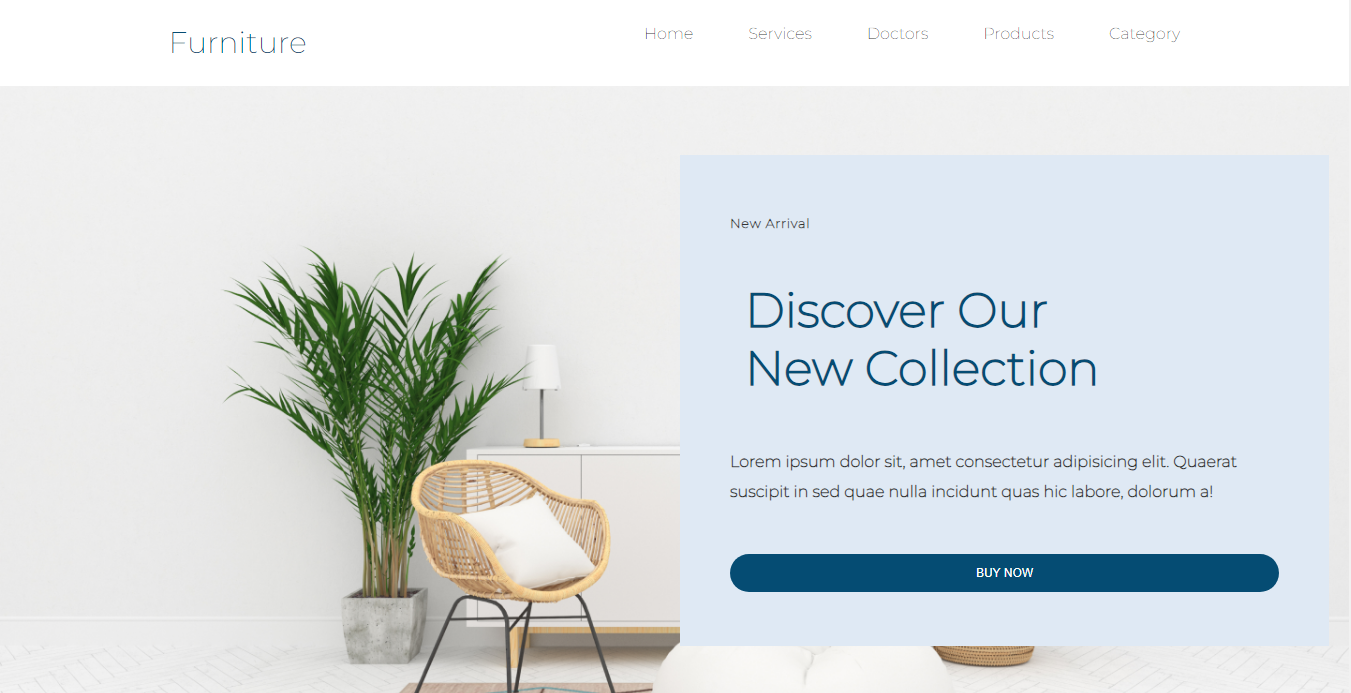 Furniture
Home Services Doctors Products Category
New Arrival
Discover Our
New Collection
Lorem ipsum dolor sit, amet consectetur adipisicing elit. Quaerat
suscipit in sed quae nulla incidunt quas hic labore, dolorum a!
BUY NOW